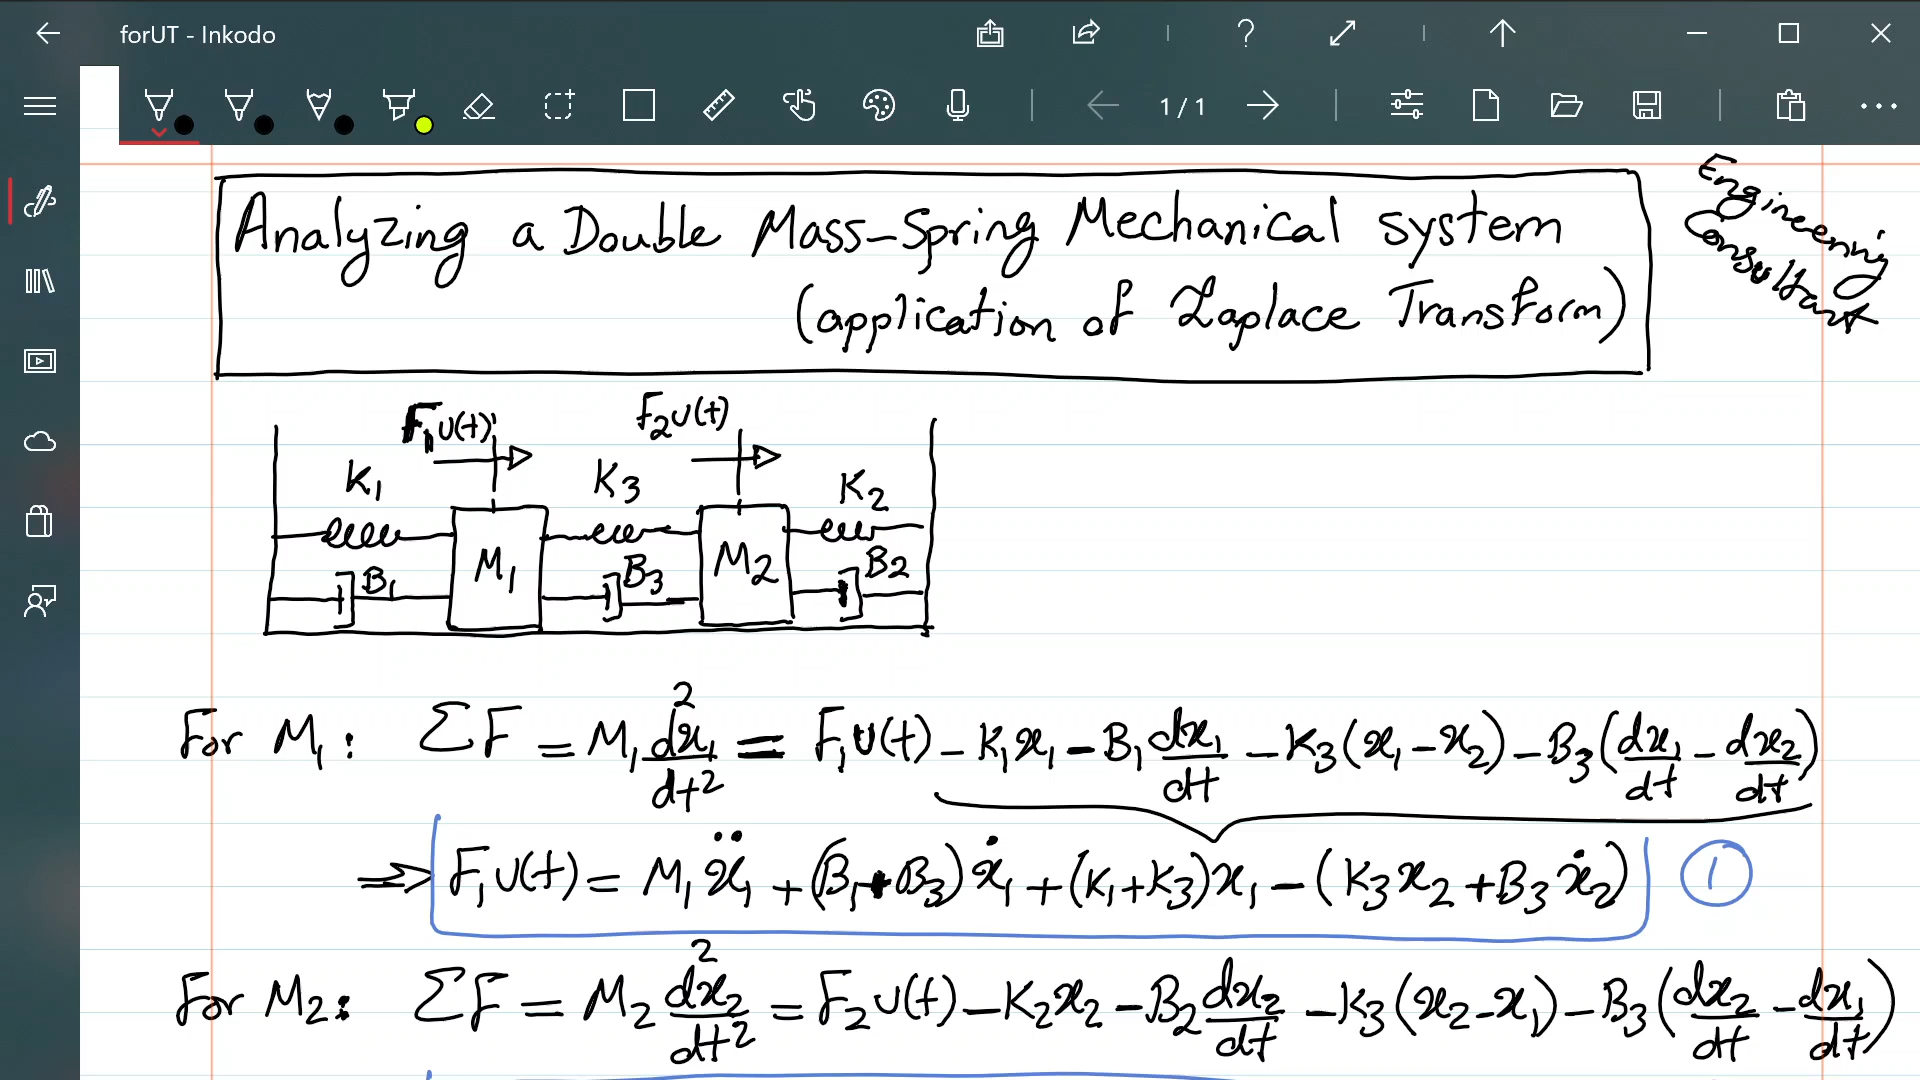 forUT - Inkodo
1 / 1
Analyzing a Double Mass-Spring Mechanical system
(application of Laplace Transform)
Engineering
Consultant
F₁U(t) F₂U(t)
K₁ K₃ K₂
M₁ M₂
B₁ B₃ B₂
For M₁: ΣF = M₁ d²x₁/dt² = F₁U(t) - K₁x₁ - B₁ dx₁/dt - K₃(x₁ - x₂) - B₃(dx₁/dt - dx₂/dt)
⇒ F₁U(t) = M₁ẍ₁ + (B₁+B₃)ẋ₁ + (K₁+K₃)x₁ - (K₃x₂ + B₃ẋ₂) ①
For M₂: ΣF = M₂ d²x₂/dt² = F₂U(t) - K₂x₂ - B₂ dx₂/dt - K₃(x₂ - x₁) - B₃(dx₂/dt - dx₁/dt)